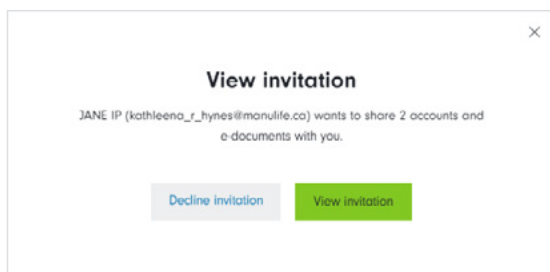 View invitation
JANE IP (kathleena_r_hynes@manulife.ca) wants to share 2 accounts and
e-documents with you.
Decline invitation
View invitation